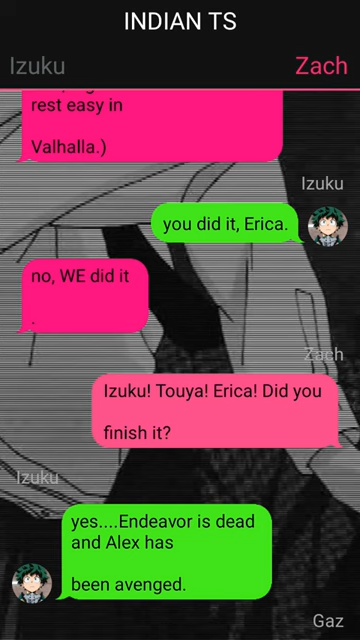 INDIAN TS
Izuku
Zach
rest easy in
Valhalla.)
Izuku
you did it, Erica.
no, WE did it
.
Zach
Izuku! Touya! Erica! Did you
finish it?
Izuku
yes....Endeavor is dead
and Alex has
been avenged.
Gaz